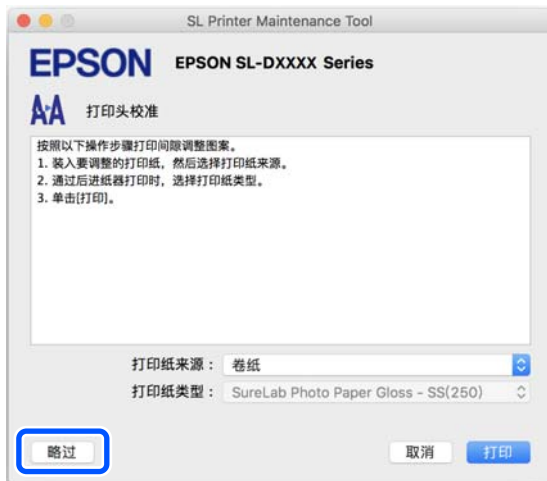 SL Printer Maintenance Tool
EPSON EPSON SL-DXXXX Series
打印头校准
按照以下操作步骤打印间隙调整图案。
1. 装入要调整的打印纸，然后选择打印纸来源。
2. 通过后进纸器打印时，选择打印纸类型。
3. 单击[打印]。
打印纸来源： 卷纸
打印纸类型： SureLab Photo Paper Gloss - SS(250)
略过 取消 打印